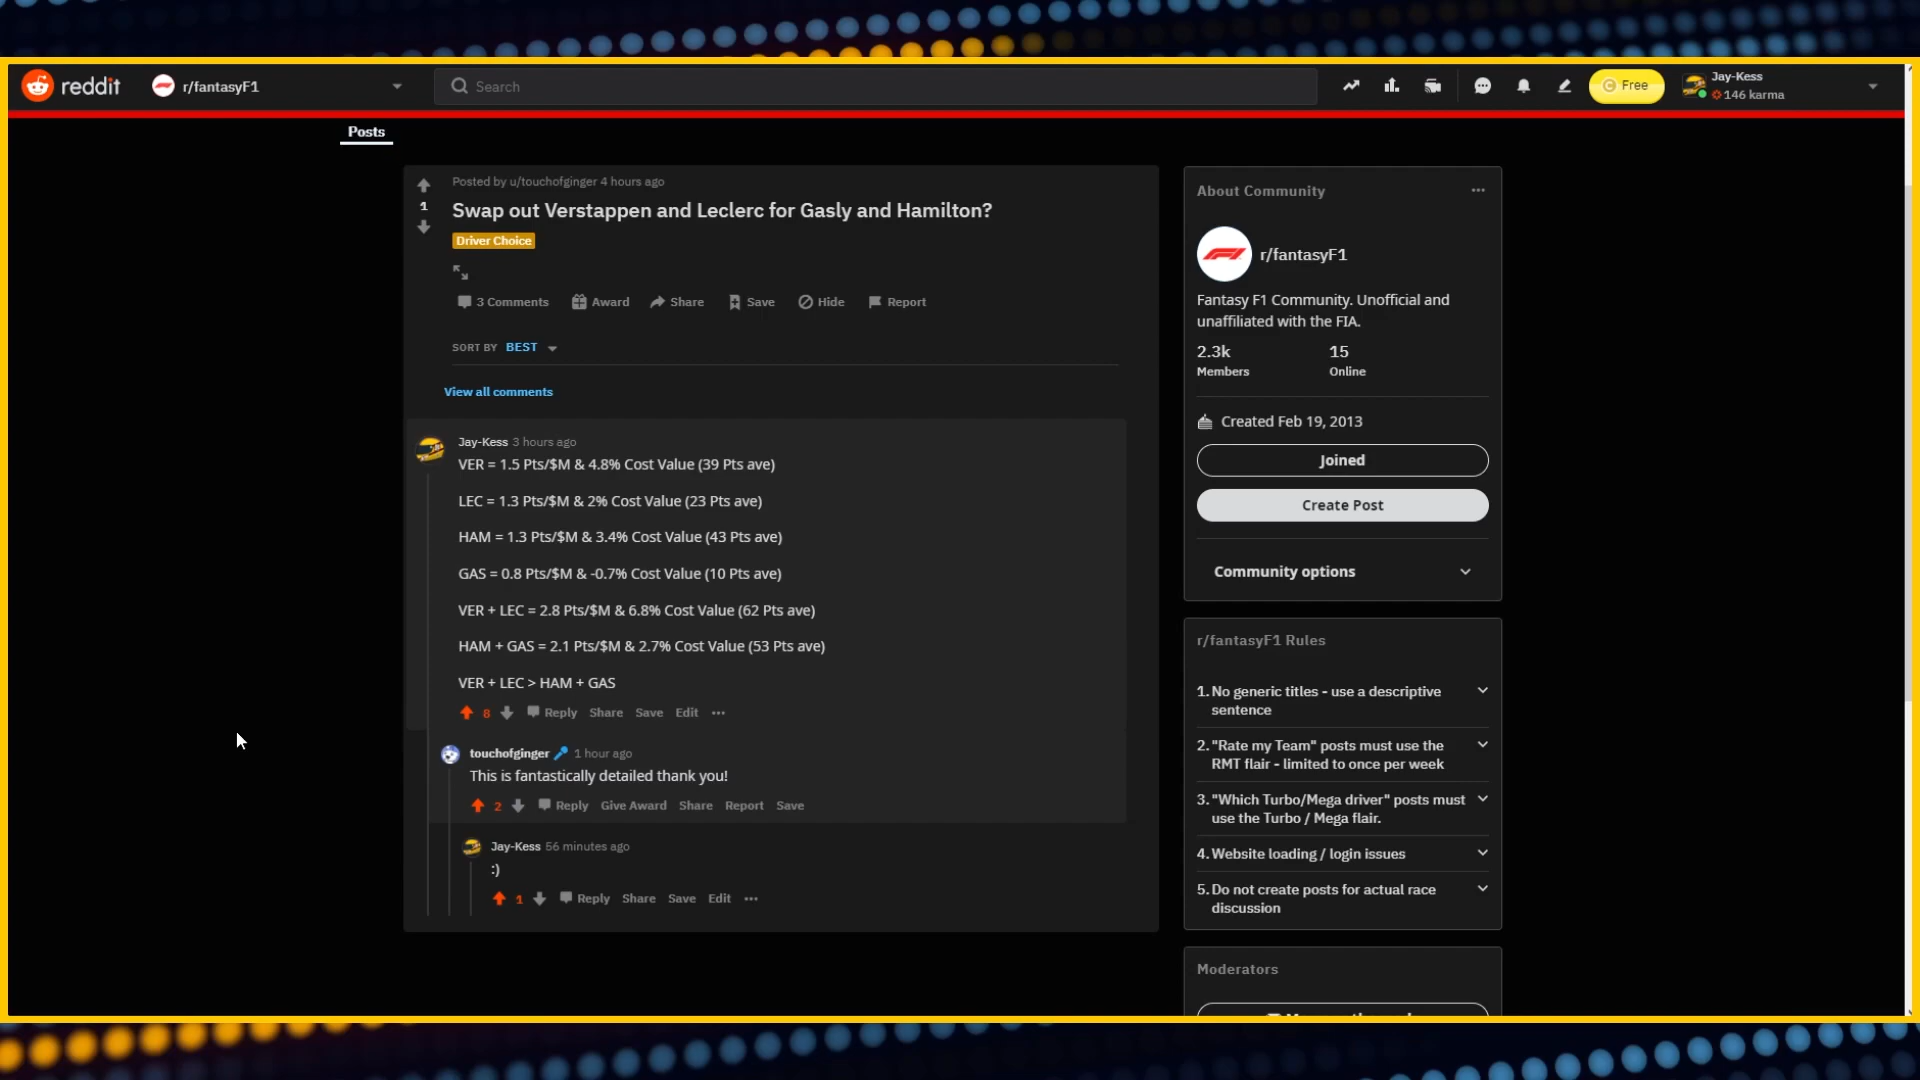 reddit
r/fantasyF1
Search
Free
Jay-Kess
146 karma
Posts
Posted by u/touchofginger 4 hours ago
1
Swap out Verstappen and Leclerc for Gasly and Hamilton?
Driver Choice
3 Comments Award Share Save Hide Report
SORT BY BEST
View all comments
Jay-Kess 3 hours ago
VER = 1.5 Pts/$M & 4.8% Cost Value (39 Pts ave)
LEC = 1.3 Pts/$M & 2% Cost Value (23 Pts ave)
HAM = 1.3 Pts/$M & 3.4% Cost Value (43 Pts ave)
GAS = 0.8 Pts/$M & -0.7% Cost Value (10 Pts ave)
VER + LEC = 2.8 Pts/$M & 6.8% Cost Value (62 Pts ave)
HAM + GAS = 2.1 Pts/$M & 2.7% Cost Value (53 Pts ave)
VER + LEC > HAM + GAS
8 Reply Share Save Edit
touchofginger 1 hour ago
This is fantastically detailed thank you!
2 Reply Give Award Share Report Save
Jay-Kess 56 minutes ago
:)
1 Reply Share Save Edit
About Community
r/fantasyF1
Fantasy F1 Community. Unofficial and
unaffiliated with the FIA.
2.3k 15
Members Online
Created Feb 19, 2013
Joined
Create Post
Community options
r/fantasyF1 Rules
1. No generic titles - use a descriptive
sentence
2. "Rate my Team" posts must use the
RMT flair - limited to once per week
3. "Which Turbo/Mega driver" posts must
use the Turbo / Mega flair.
4. Website loading / login issues
5. Do not create posts for actual race
discussion
Moderators